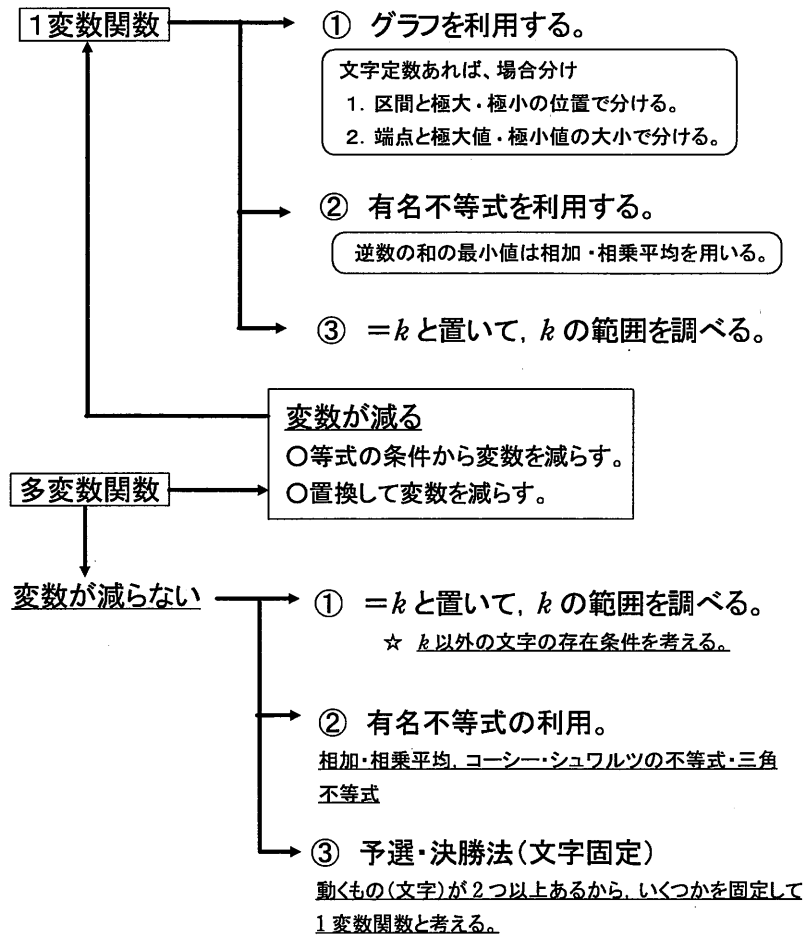 1変数関数
① グラフを利用する。
文字定数あれば、場合分け
1. 区間と極大・極小の位置で分ける。
2. 端点と極大値・極小値の大小で分ける。
② 有名不等式を利用する。
逆数の和の最小値は相加・相乗平均を用いる。
③ =kと置いて, kの範囲を調べる。
変数が減る
○等式の条件から変数を減らす。
○置換して変数を減らす。
多変数関数
変数が減らない
① =kと置いて, kの範囲を調べる。
☆ k以外の文字の存在条件を考える。
② 有名不等式の利用。
相加・相乗平均, コーシー・シュワルツの不等式・三角
不等式
③ 予選・決勝法(文字固定)
動くもの(文字)が2つ以上あるから, いくつかを固定して
1変数関数と考える。